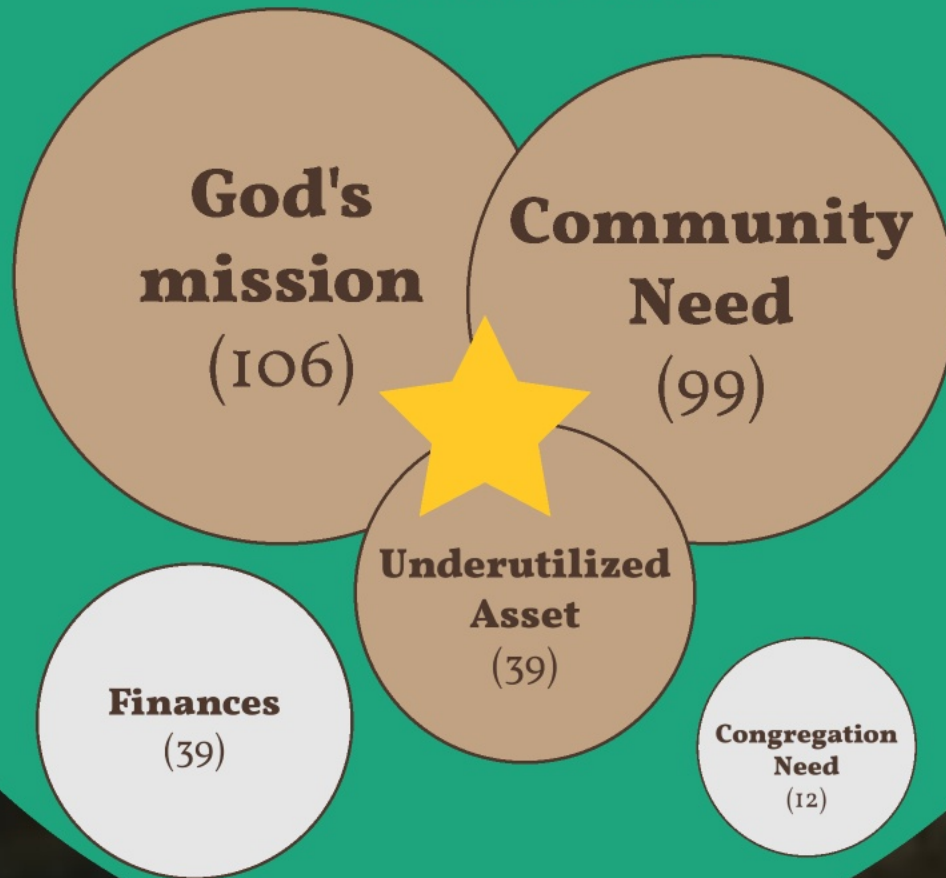 God's
mission
(106)
Community
Need
(99)
Underutilized
Asset
(39)
Finances
(39)
Congregation
Need
(12)